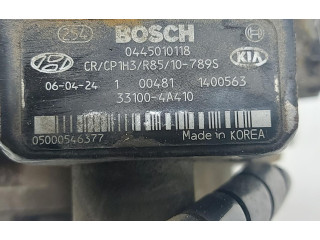 254 BOSCH
0445010118
CR/CP1H3/R85/10-789S KIA
06-04-24 1 00481 1400563
33100-4A410
Made in KOREA
05000546377